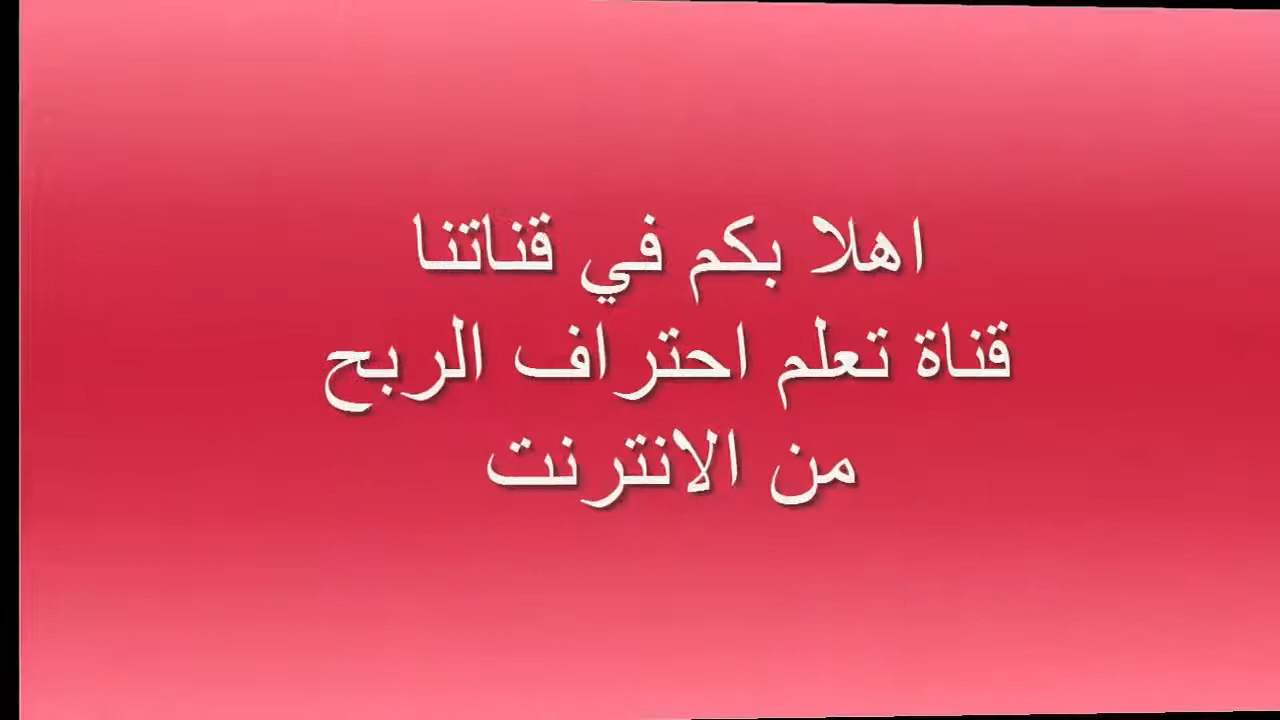 اهلا بكم في قناتنا
قناة تعلم احتراف الربح
من الانترنت